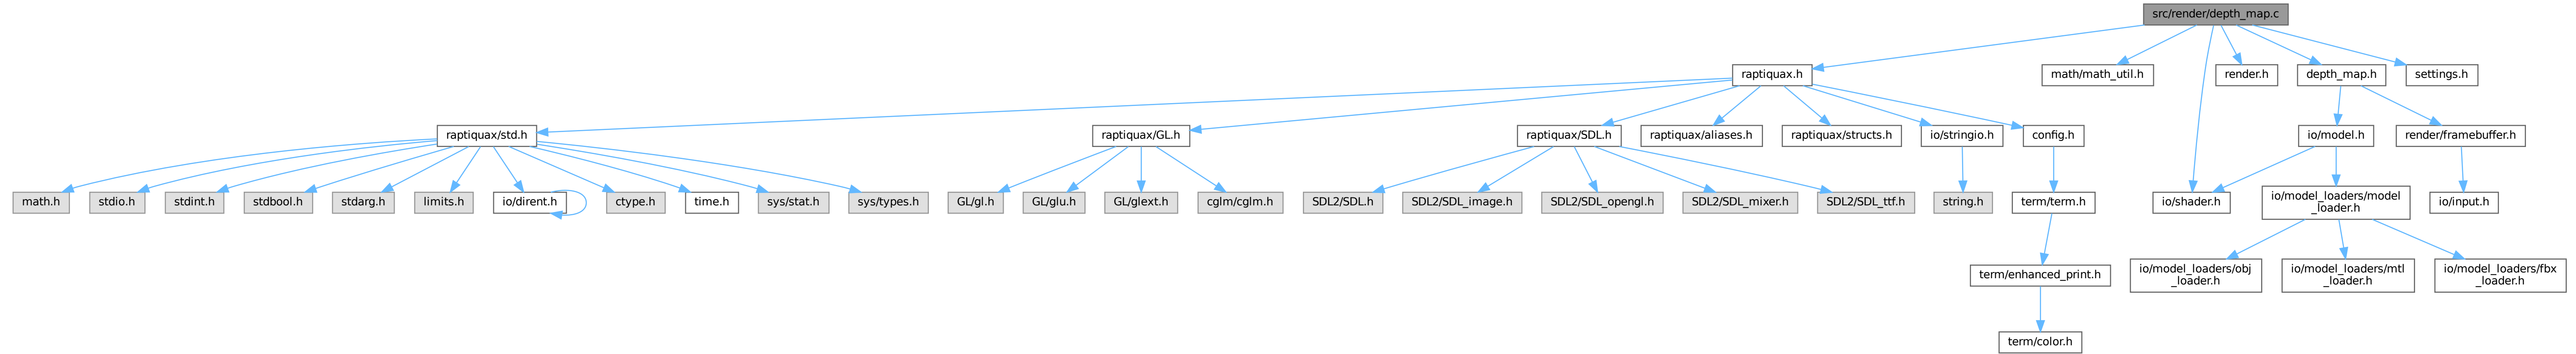 src/render/depth_map.c
raptiquax.h
math/math_util.h
render.h
depth_map.h
settings.h
raptiquax/std.h
raptiquax/GL.h
raptiquax/SDL.h
raptiquax/aliases.h
raptiquax/structs.h
io/stringio.h
config.h
io/model.h
render/framebuffer.h
math.h
stdio.h
stdint.h
stdbool.h
stdarg.h
limits.h
io/dirent.h
ctype.h
time.h
sys/stat.h
sys/types.h
GL/gl.h
GL/glu.h
GL/glext.h
cglm/cglm.h
SDL2/SDL.h
SDL2/SDL_image.h
SDL2/SDL_opengl.h
SDL2/SDL_mixer.h
SDL2/SDL_ttf.h
string.h
term/term.h
io/shader.h
io/model_loaders/model
_loader.h
io/input.h
term/enhanced_print.h
io/model_loaders/obj
_loader.h
io/model_loaders/mtl
_loader.h
io/model_loaders/fbx
_loader.h
term/color.h